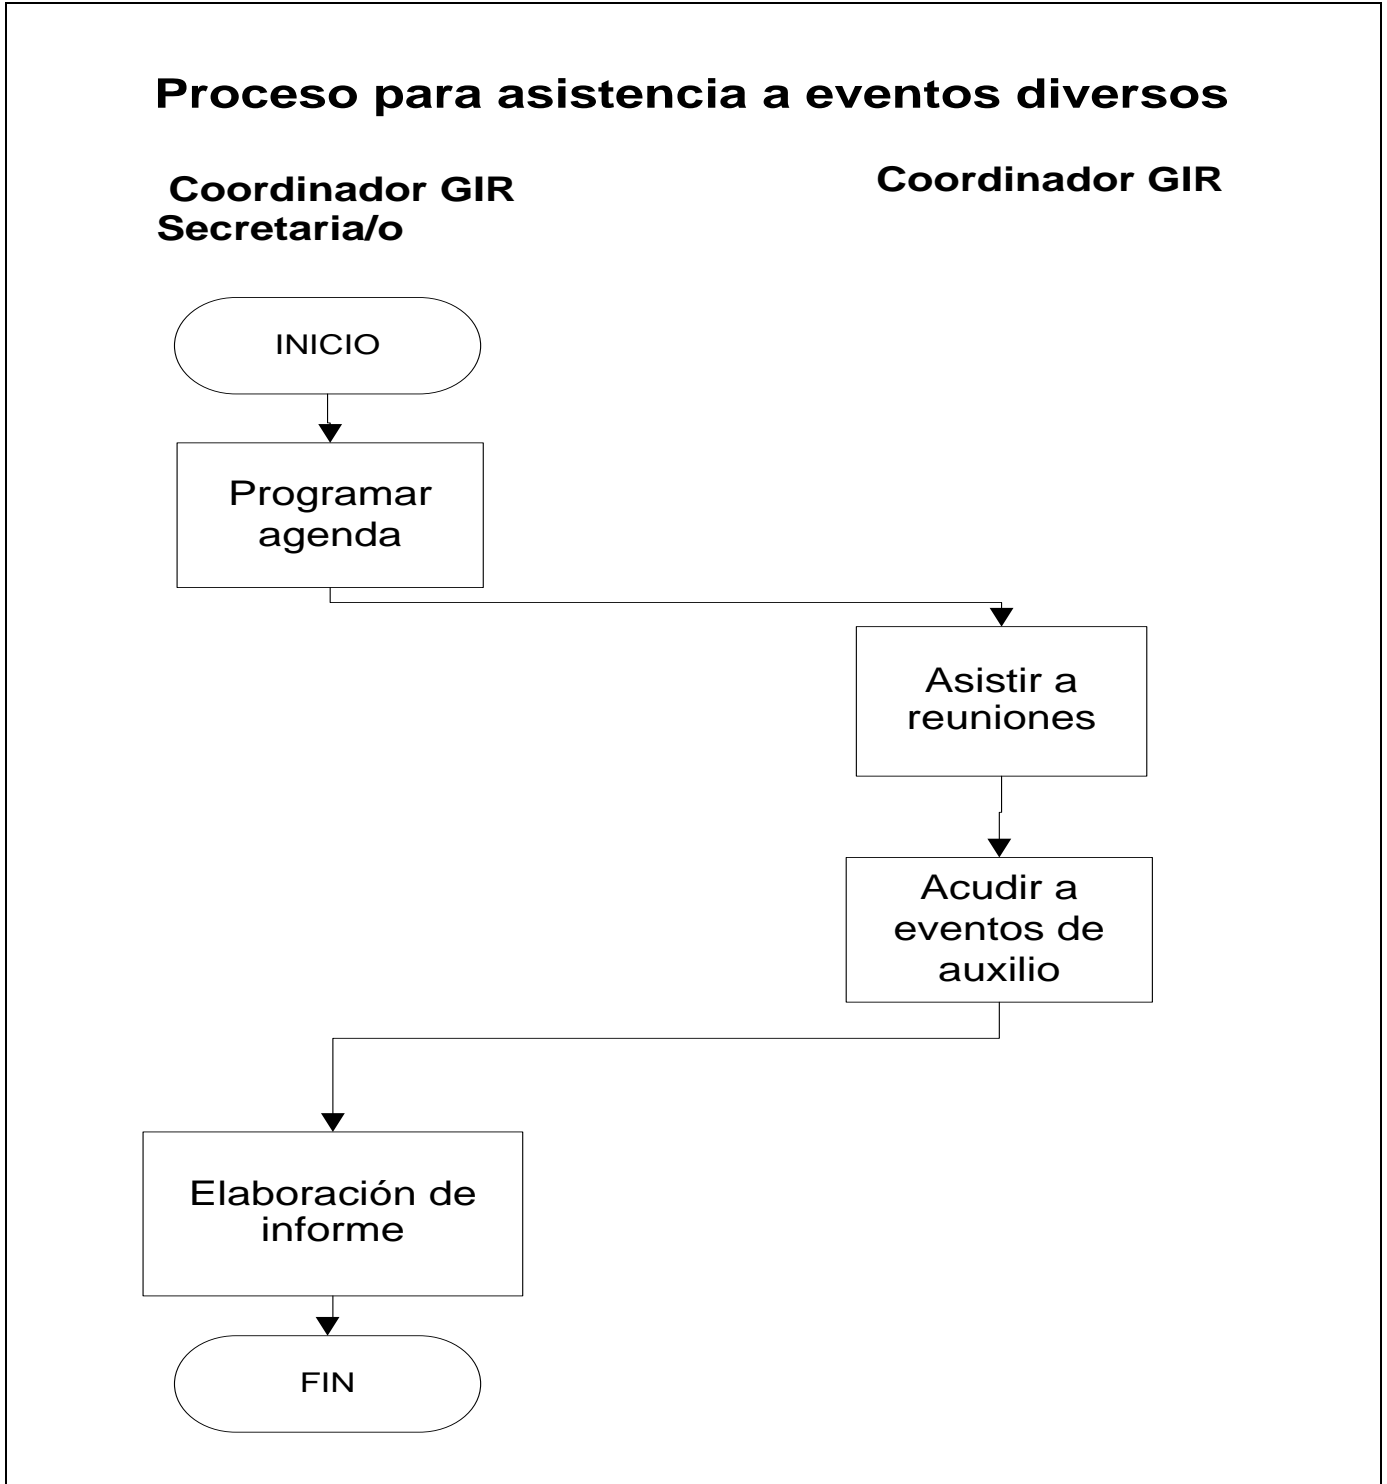 Proceso para asistencia a eventos diversos
Coordinador GIR
Secretaria/o
Coordinador GIR
INICIO
Programar
agenda
Asistir a
reuniones
Acudir a
eventos de
auxilio
Elaboración de
informe
FIN